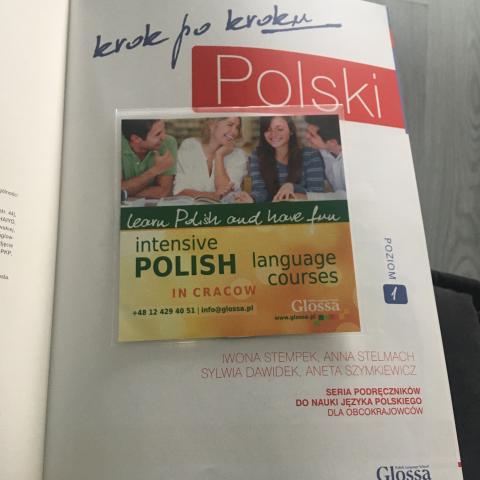 krok po kroku
Polski
learn Polish and have fun
intensive
POLISH language
courses
IN CRACOW
+48 12 429 40 51 | info@glossa.pl
Glossa
www.glossa.pl
POZIOM 1
IWONA STEMPEK, ANNA STELMACH
SYLWIA DAWIDEK, ANETA SZYMKIEWICZ
SERIA PODRĘCZNIKÓW
DO NAUKI JĘZYKA POLSKIEGO
DLA OBCOKRAJOWCÓW
Glossa